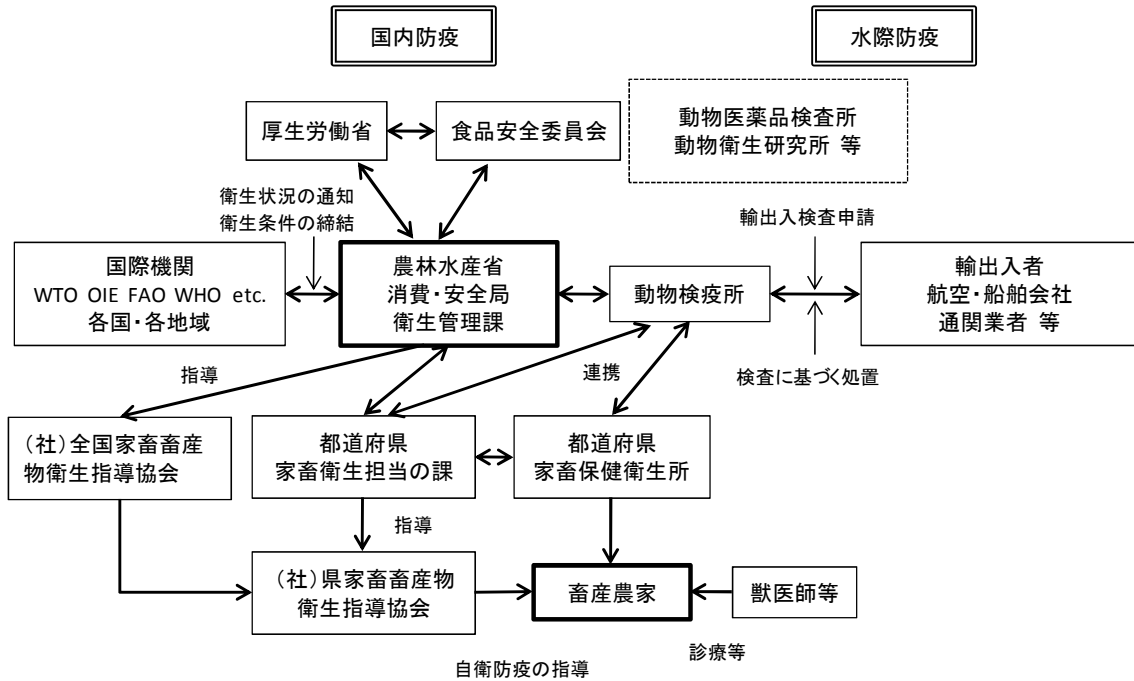 国内防疫
水際防疫
厚生労働省
食品安全委員会
動物医薬品検査所
動物衛生研究所 等
衛生状況の通知
衛生条件の締結
輸出入検査申請
国際機関
WTO OIE FAO WHO etc.
各国・各地域
農林水産省
消費・安全局
衛生管理課
動物検疫所
輸出入者
航空・船舶会社
通関業者 等
指導
連携
検査に基づく処置
（社）全国家畜畜産
物衛生指導協会
都道府県
家畜衛生担当の課
都道府県
家畜保健衛生所
指導
（社）県家畜畜産物
衛生指導協会
畜産農家
獣医師等
診療等
自衛防疫の指導